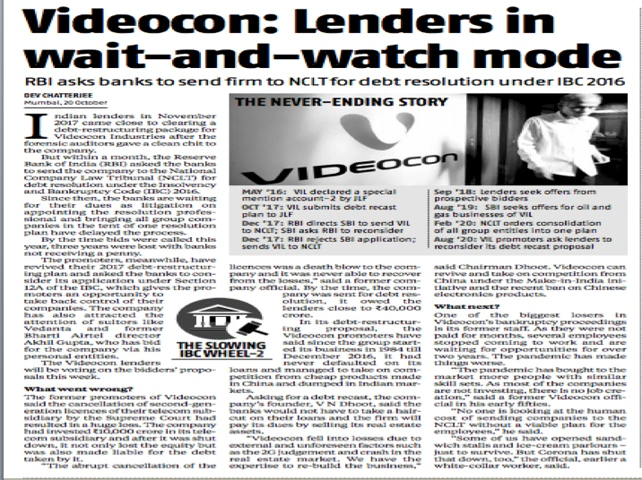 Videocon: Lenders in
wait-and-watch mode
RBI asks banks to send firm to NCLT for debt resolution under IBC 2016
DEV CHATTERJEE
Mumbai, 20 October
Indian lenders in November
2017 came close to clearing a
debt-restructuring package for
Videocon Industries after the
forensic auditors gave a clean chit to
the company.
But within a month, the Reserve
Bank of India (RBI) asked the banks
to send the company to the National
Company Law Tribunal (NCLT) for
debt resolution under the Insolvency
and Bankruptcy Code (IBC) 2016.
Since them, the banks are waiting
for their dues as litigation on
appointing the resolution profes-
sional and bringing all group com-
panies in the tent of one resolution
plan have delayed the process.
By the time bids were called this
year, three years were lost with banks
not receiving a penny.
The promoters, meanwhile, have
revived their 2017 debt-restructur-
ing plan and asked the banks to con-
sider its application under Section
12A of the IBC, which gives the pro-
moters an opportunity to
take back control of their
companies. The company
has also attracted the
attention of suitors like
Vedanta and former
Bharti Airtel director
Akhil Gupta, who has bid
for the company via his
personal entities.
The Videocon lenders
will be voting on the bidders' propo-
sals this week.
What went wrong?
The former promoters of Videocon
said the cancellation of second-gen-
eration licences of their telecom sub-
sidiary by the Supreme Court had
resulted in a huge loss. The company
had invested ₹10,000 crore in its tele-
com subsidiary and after it was shut
down, it not only lost the equity but
was also made liable for the debt
taken by it.
"The abrupt cancellation of the
THE NEVER-ENDING STORY
VIDEOCON
MAY '16: VIL declared a special
mention account-2 by JLF
OCT '17: VIL submits debt recast
plan to JLF
Dec '17: RBI directs SBI to send VIL
to NCLT; SBI asks RBI to reconsider
Dec '17: RBI rejects SBI application;
sends VIL to NCLT
Sep '18: Lenders seek offers from
prospective bidders
Aug '19: SBI seeks offers for oil and
gas businesses of VIL
Feb '20: NCLT orders consolidation
of all group entities into one plan
Aug '20: VIL promoters ask lenders to
reconsider its debt recast proposal
licences was a death blow to the com-
pany and it was never able to recover
from the losses," said a former com-
pany official. By the time, the com-
pany was sent for debt res-
olution, it owed the
lenders close to ₹40,000
crore.
In its debt-restructur-
ing proposal, the
Videocon promoters have
said since the group start-
ed its business in 1984 till
December 2016, it had
never defaulted on its
loans and managed to take on com-
petition from cheap products made
in China and dumped in Indian mar-
kets.
THE SLOWING
IBC WHEEL-2
Asking for a debt recast, the com-
pany's founder, V N Dhoot, said the
banks would not have to take a hair-
cut on their loans and the firm will
pay its dues by selling its real estate
assets.
"Videocon fell into losses due to
external and unforeseen factors such
as the 2G judgement and crash in the
real estate market. We have the
expertise to re-build the business,"
said Chairman Dhoot. Videocon can
revive and take on competition from
China under the Make-in-India ini-
tiative and the recent ban on Chinese
electronics products.
What next?
One of the biggest losers in
Videocon's bankruptcy proceedings
is its former staff. As they were not
paid for months, several employees
stopped coming to work and are
waiting for opportunities for over
two years. The pandemic has made
things worse.
"The pandemic has bought to the
market more people with similar
skill sets. As most of the companies
are not investing, there is no job cre-
ation," said a former Videocon offi-
cial in his early fifties.
"No one is looking at the human
cost of sending companies to the
NCLT without a viable plan for the
employees," he said.
"Some of us have opened sand-
wich stalls and ice-cream parlours —
just to survive. But Corona has shut
that down, too," the official, earlier a
white-collar worker, said.